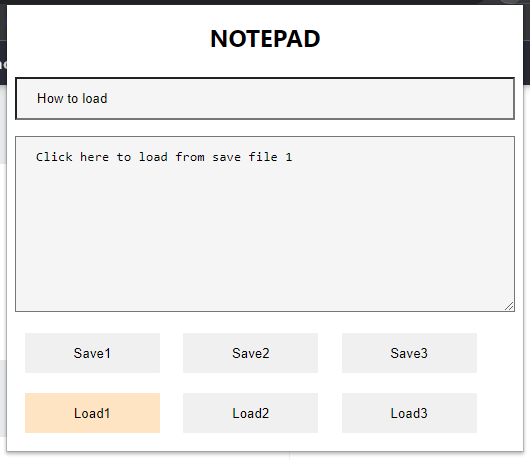 NOTEPAD
How to load
Click here to load from save file 1
Save1 Save2 Save3
Load1 Load2 Load3